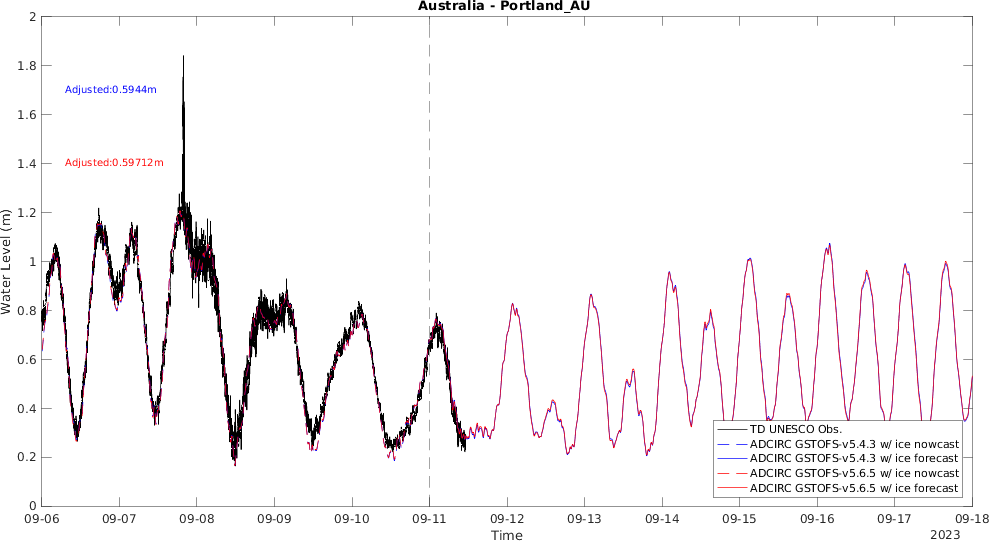 Australia - Portland_AU
2
1.8
1.6
1.4
1.2
1
0.8
0.6
0.4
0.2
0
Water Level (m)
Adjusted:0.5944m
Adjusted:0.59712m
TD UNESCO Obs.
ADCIRC GSTOFS-v5.4.3 w/ ice nowcast
ADCIRC GSTOFS-v5.4.3 w/ ice forecast
ADCIRC GSTOFS-v5.6.5 w/ ice nowcast
ADCIRC GSTOFS-v5.6.5 w/ ice forecast
09-06 09-07 09-08 09-09 09-10 09-11 09-12 09-13 09-14 09-15 09-16 09-17 09-18
Time
2023